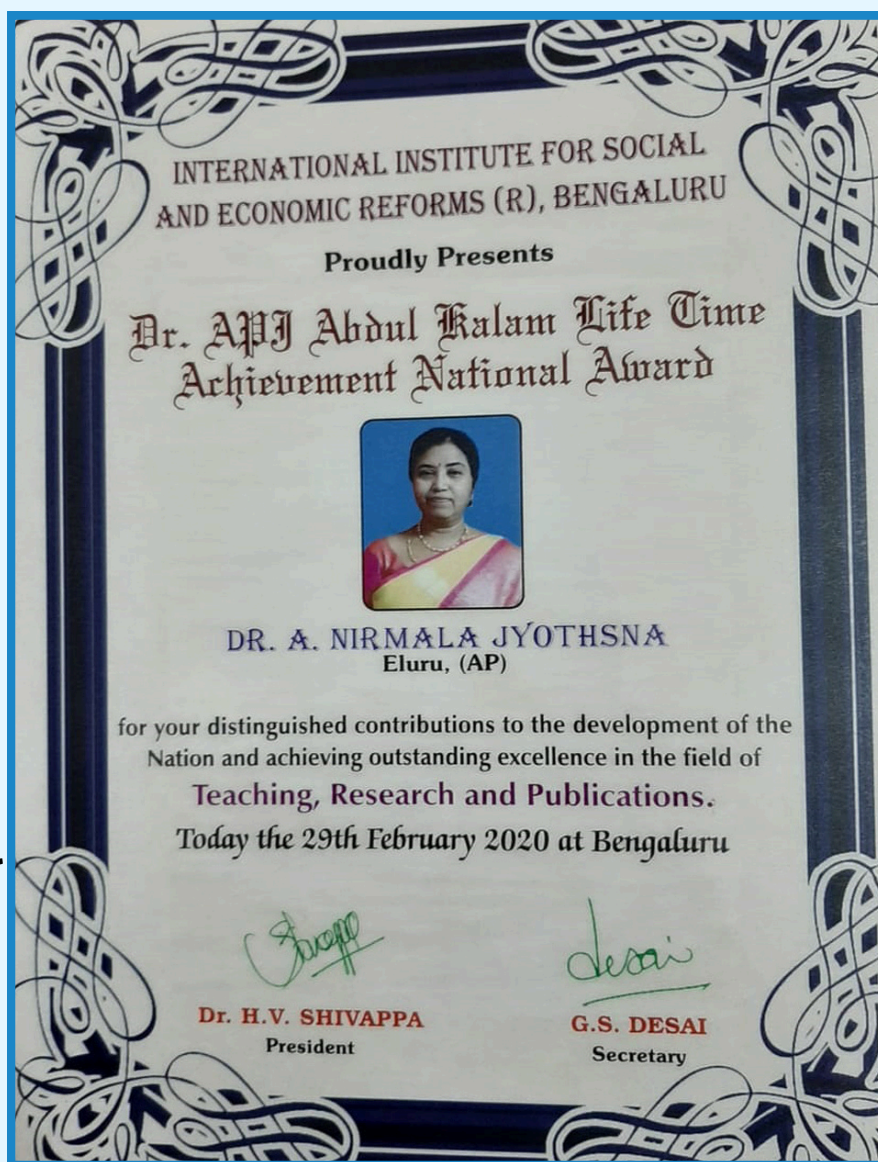 INTERNATIONAL INSTITUTE FOR SOCIAL
AND ECONOMIC REFORMS (R), BENGALURU
Proudly Presents
Dr. APJ Abdul Kalam Life Time
Achievement National Award
DR. A. NIRMALA JYOTHSNA
Eluru, (AP)
for your distinguished contributions to the development of the
Nation and achieving outstanding excellence in the field of
Teaching, Research and Publications.
Today the 29th February 2020 at Bengaluru
Desai
Dr. H.V. SHIVAPPA
G.S. DESAI
President
Secretary